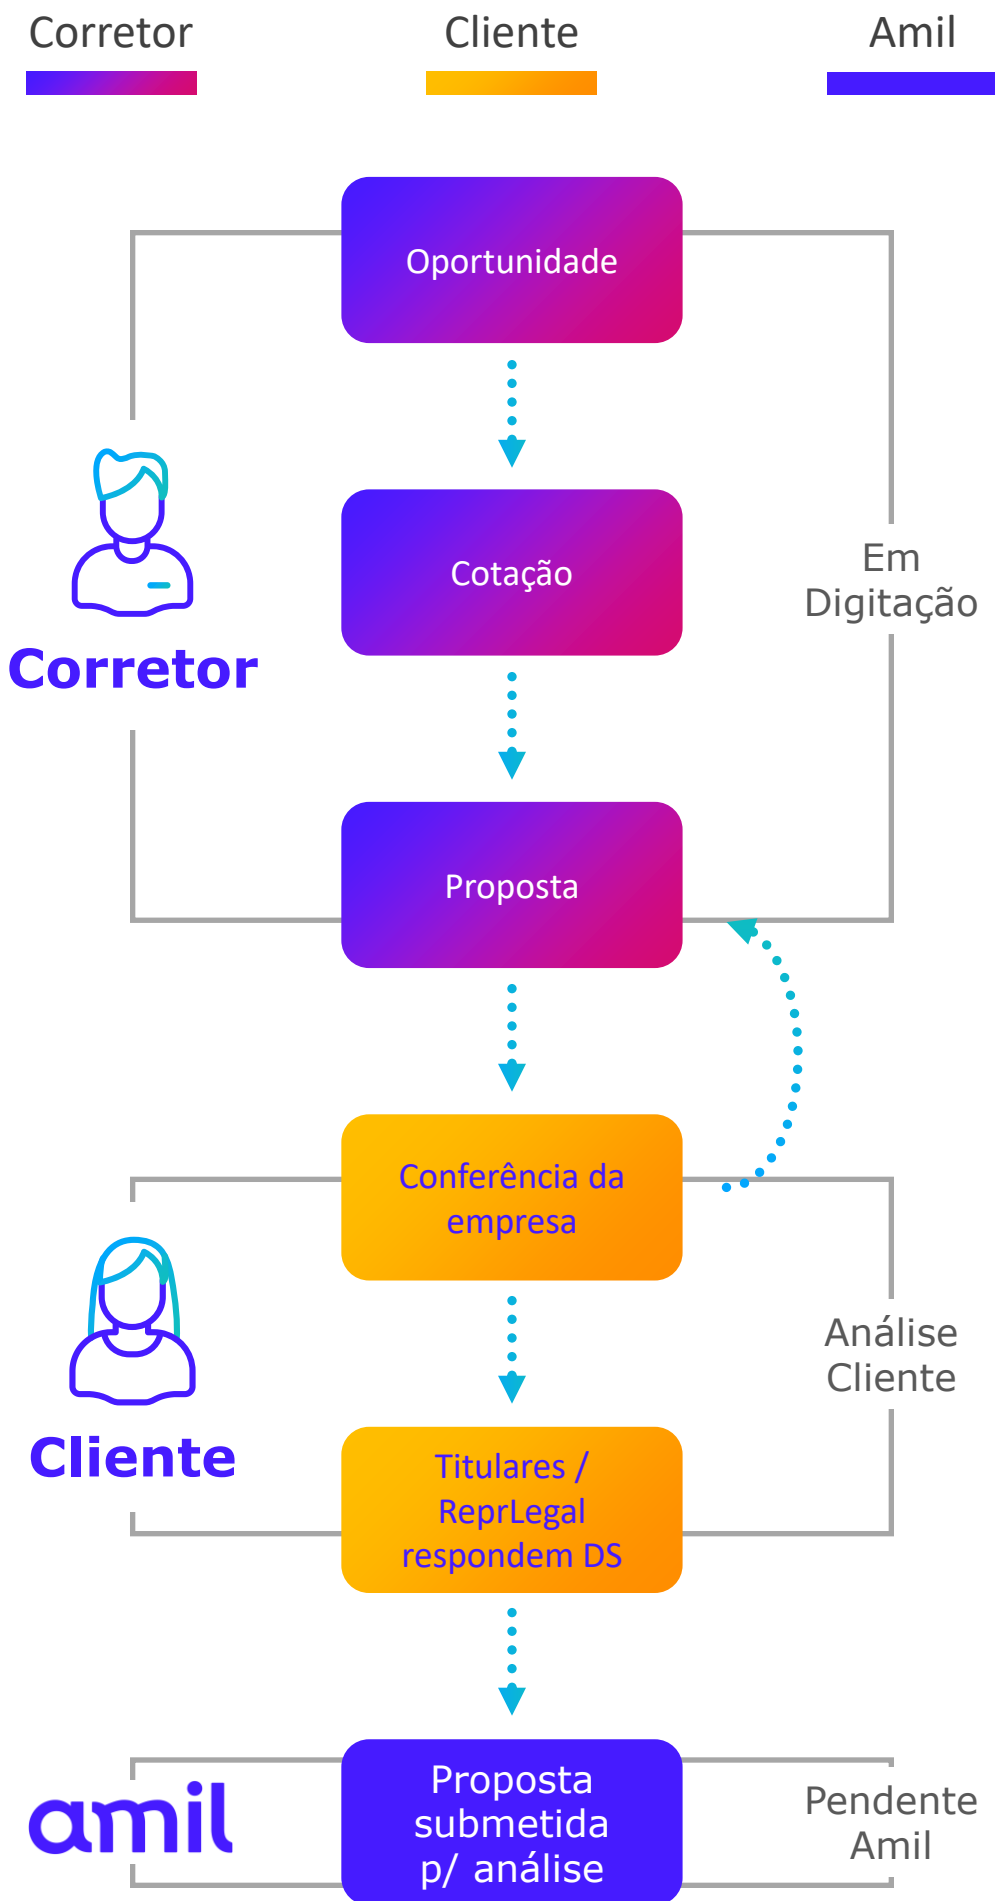 Corretor
Cliente
Amil
Oportunidade
Cotação
Em
Digitação
Corretor
Proposta
Conferência da
empresa
Análise
Cliente
Cliente
Titulares /
ReprLegal
respondem DS
amil
Proposta
submetida
p/ análise
Pendente
Amil